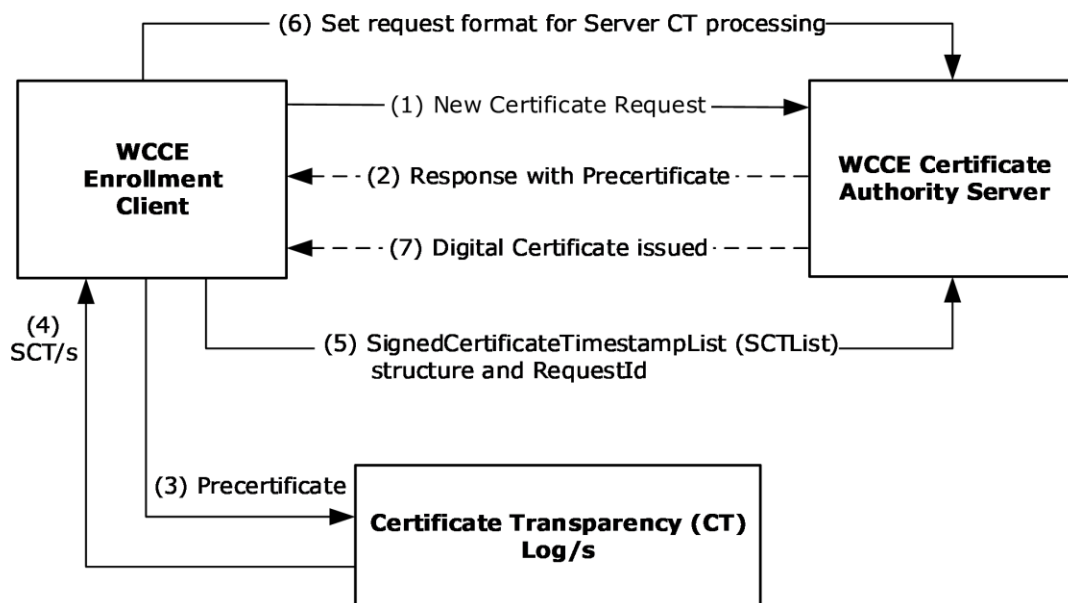 (6) Set request format for Server CT processing
(1) New Certificate Request
WCCE
Enrollment
Client
WCCE Certificate
Authority Server
(2) Response with Precertificate
(7) Digital Certificate issued
(4)
SCT/s
(5) SignedCertificateTimestampList (SCTList)
structure and RequestId
(3) Precertificate
Certificate Transparency (CT)
Log/s